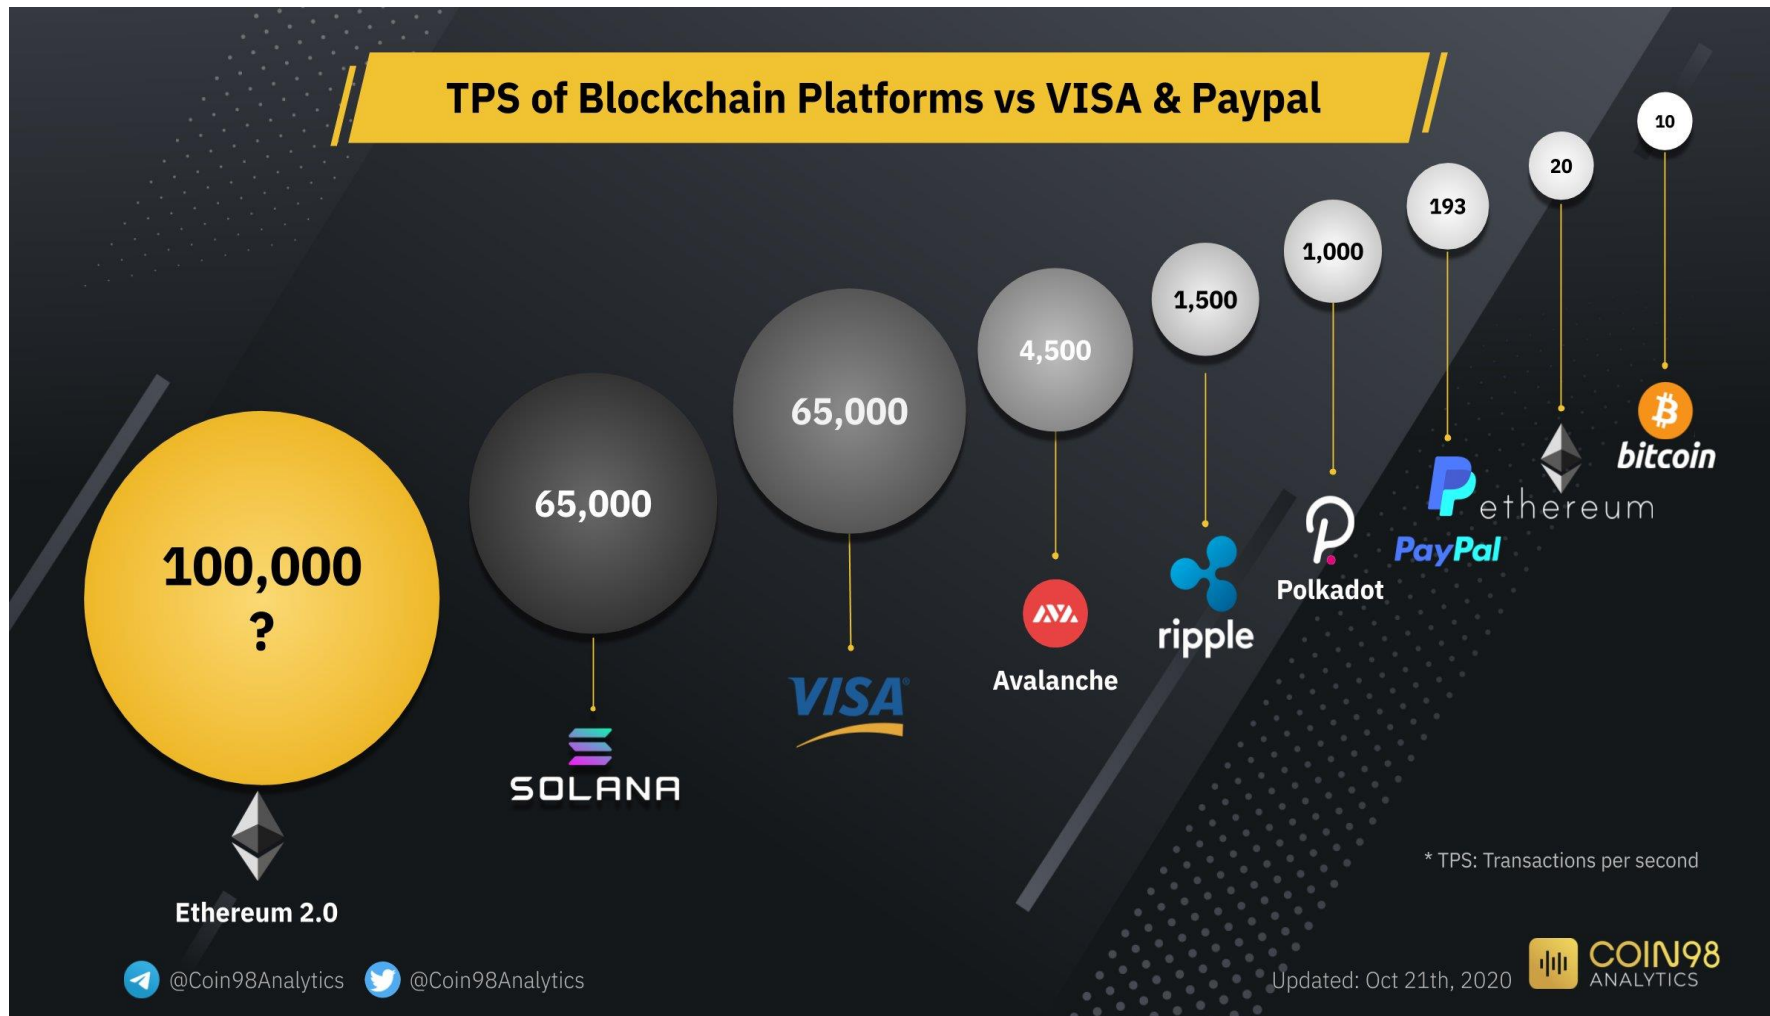 TPS of Blockchain Platforms vs VISA & Paypal
100,000
?
Ethereum 2.0
65,000
SOLANA
65,000
VISA®
4,500
Avalanche
1,500
ripple
1,000
Polkadot
193
PayPal
20
ethereum
10
bitcoin
* TPS: Transactions per second
@Coin98Analytics
@Coin98Analytics
Updated: Oct 21th, 2020
COIN98
ANALYTICS